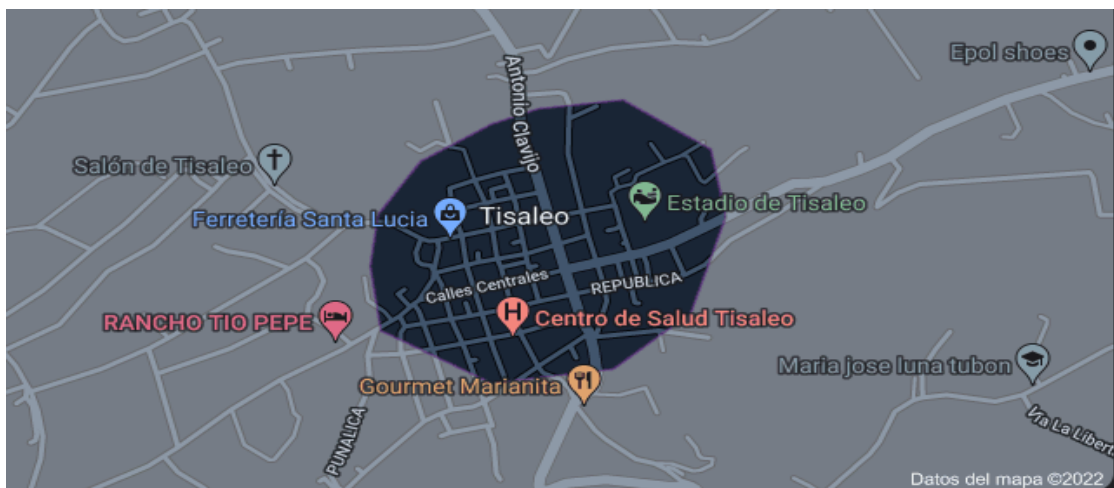 Epol shoes
Antonio Clavijo
Salón de Tisaleo
Estadio de Tisaleo
Ferretería Santa Lucia
Tisaleo
Calles Centrales
REPUBLICA
RANCHO TIO PEPE
H
Centro de Salud Tisaleo
Maria jose luna tubon
Gourmet Marianita
PUNALICA
Vía La Libert
Datos del mapa ©2022